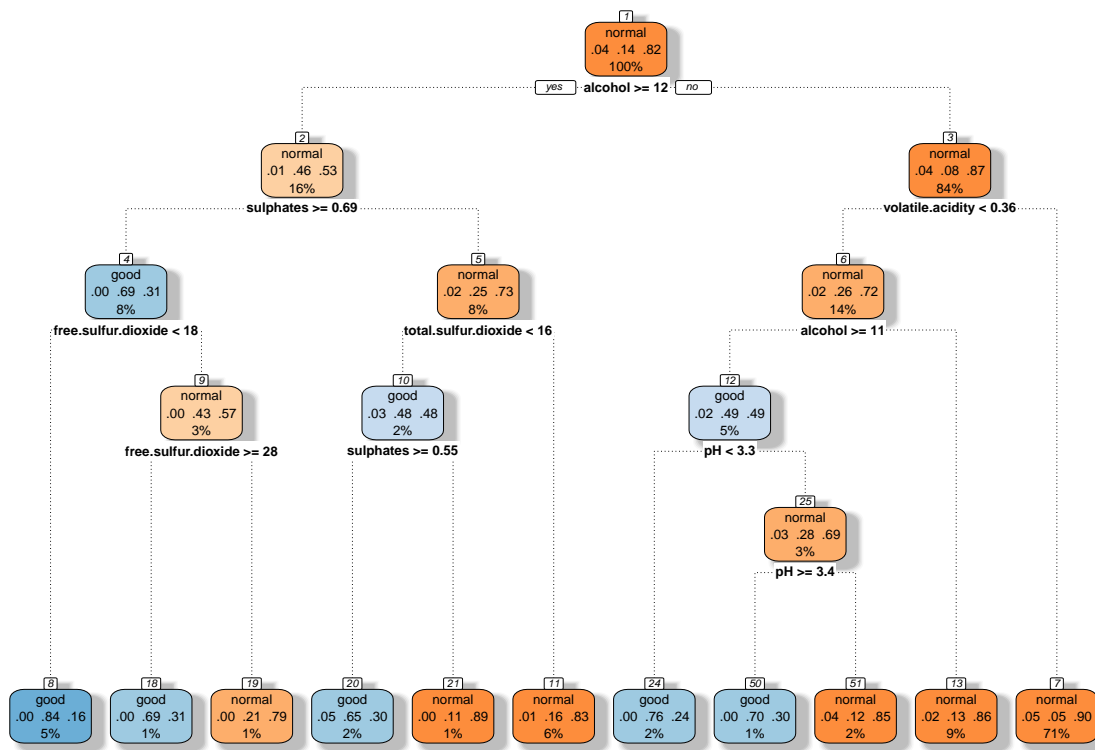 1
normal
.04 .14 .82
100%
yes alcohol >= 12 no
2 3
normal normal
.01 .46 .53 .04 .08 .87
16% 84%
sulphates >= 0.69 volatile.acidity < 0.36
4 5 6
good normal normal
.00 .69 .31 .02 .25 .73 .02 .26 .72
8% 8% 14%
free.sulfur.dioxide < 18 total.sulfur.dioxide < 16 alcohol >= 11
9 10 12
normal good good
.00 .43 .57 .03 .48 .48 .02 .49 .49
3% 2% 5%
free.sulfur.dioxide >= 28 sulphates >= 0.55 pH < 3.3
25
normal
.03 .28 .69
3%
pH >= 3.4
8 18 19 20 21 11 24 50 51 13 7
good good normal good normal normal good good normal normal normal
.00 .84 .16 .00 .69 .31 .00 .21 .79 .05 .65 .30 .00 .11 .89 .01 .16 .83 .00 .76 .24 .00 .70 .30 .04 .12 .85 .02 .13 .86 .05 .05 .90
5% 1% 1% 2% 1% 6% 2% 1% 2% 9% 71%